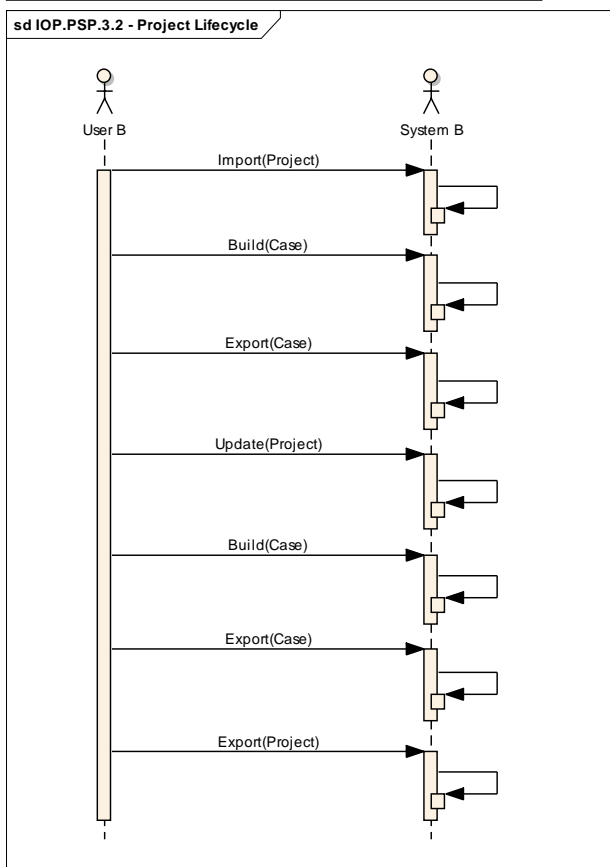 sd IOP.PSP.3.2 - Project Lifecycle
User B
System B
Import(Project)
Build(Case)
Export(Case)
Update(Project)
Build(Case)
Export(Case)
Export(Project)